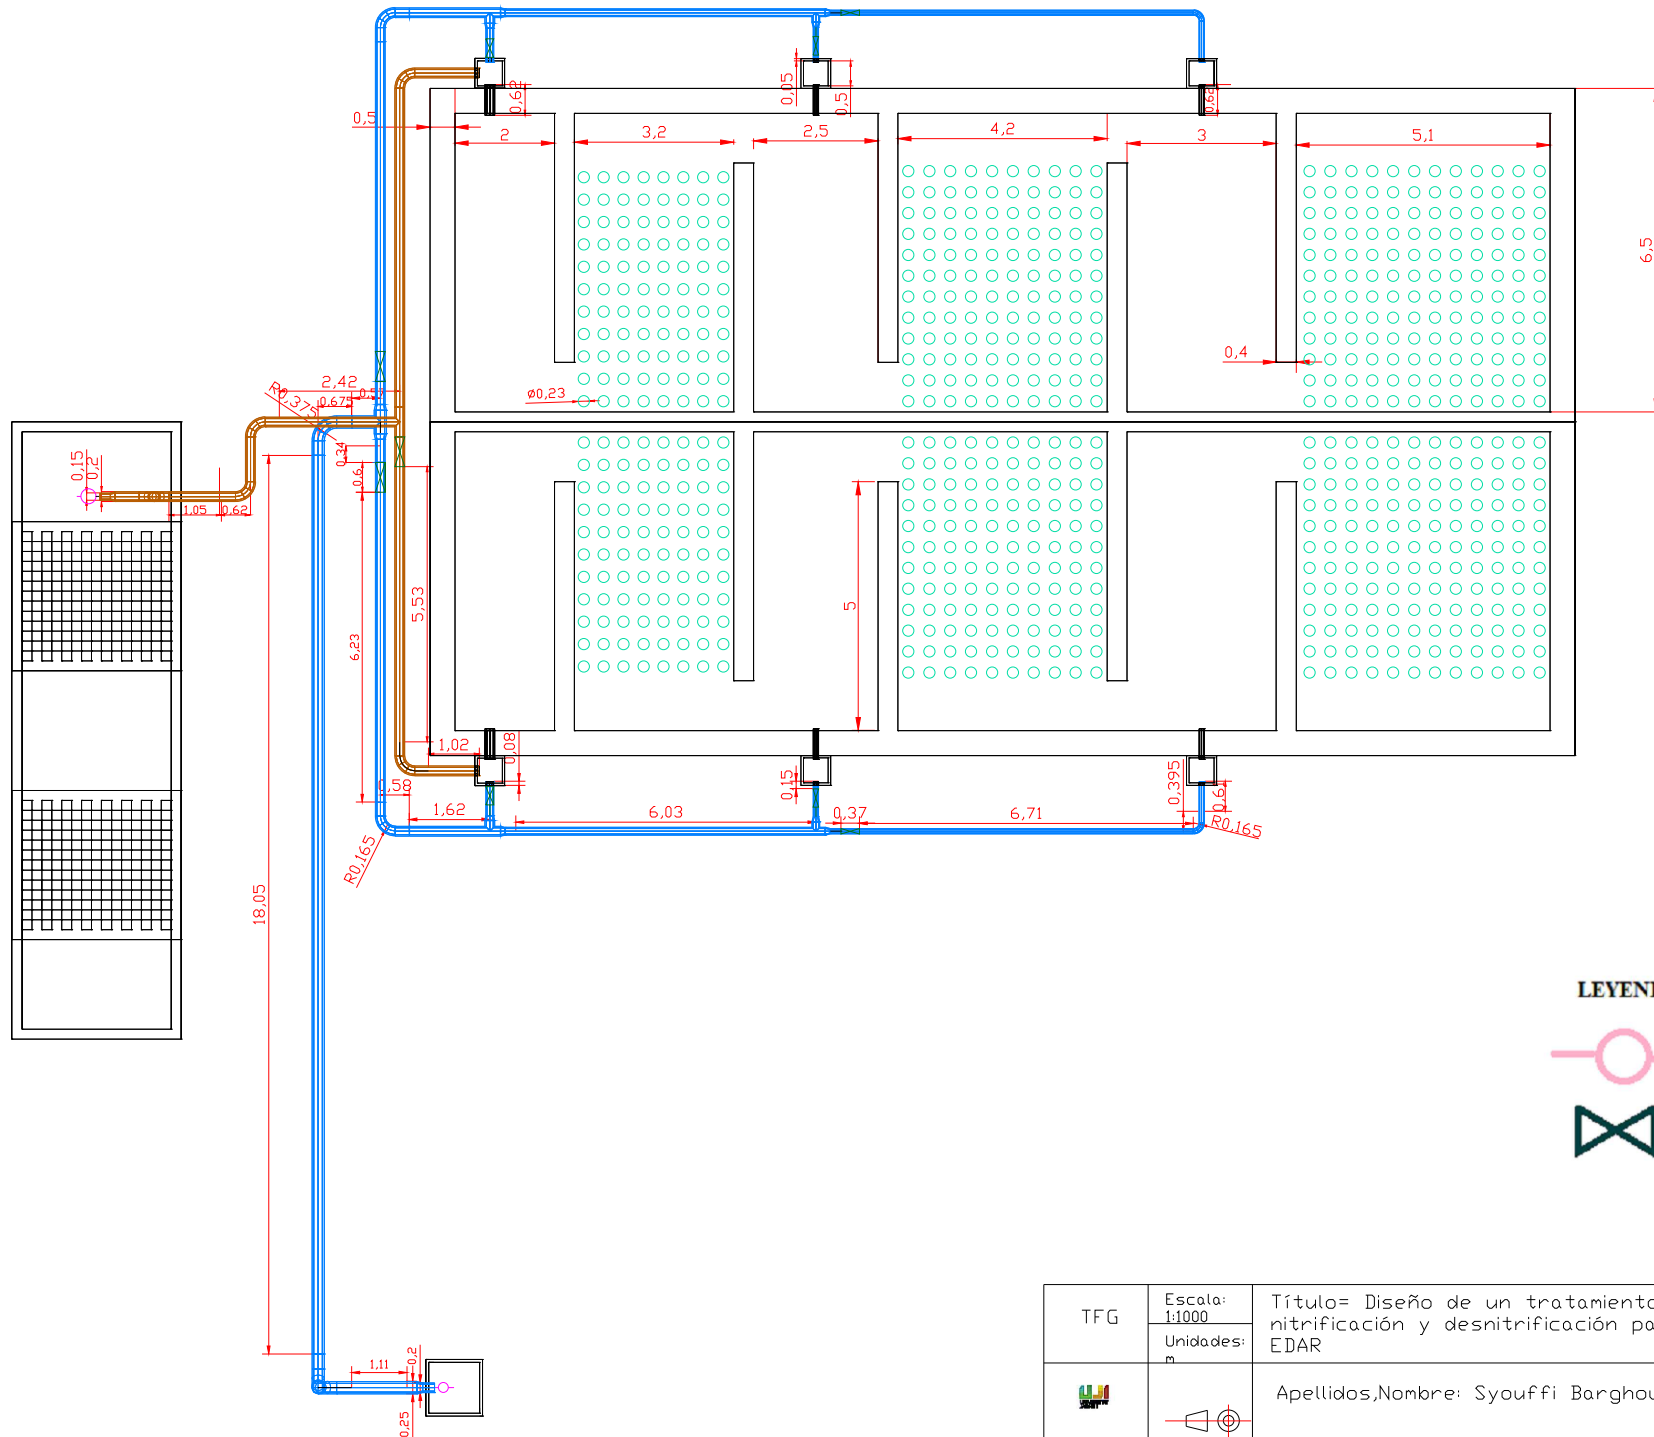 0,05
0,5
0,62
0,62
0,5
2
3,2
2,5
4,2
3
5,1
6,5
0,4
ø0,23
2,42
R0,375
0,675
0,34
0,6
0,15
0,2
1,05
0,62
5,53
6,23
5
1,02
0,08
0,58
1,62
R0,165
0,15
6,03
0,37
6,71
0,395
0,61
R0,165
18,05
1,11
0,2
0,25
LEYEN
TFG
Escala:
1:1000
Unidades:
m
Título= Diseño de un tratamiento
nitrificación y desnitrificación pa
EDAR
UJI
Apellidos,Nombre: Syouffi Barghou